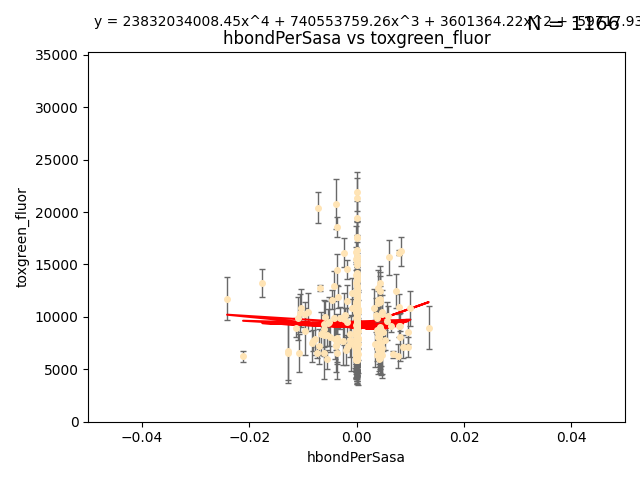 y = 23832034008.45x^4 + 740553759.26x^3 + 3601364.22x^2 + 
N = 1166
hbondPerSasa vs toxgreen_fluor
35000
30000
25000
20000
15000
10000
5000
0
toxgreen_fluor
−0.04
−0.02
0.00
0.02
0.04
hbondPerSasa